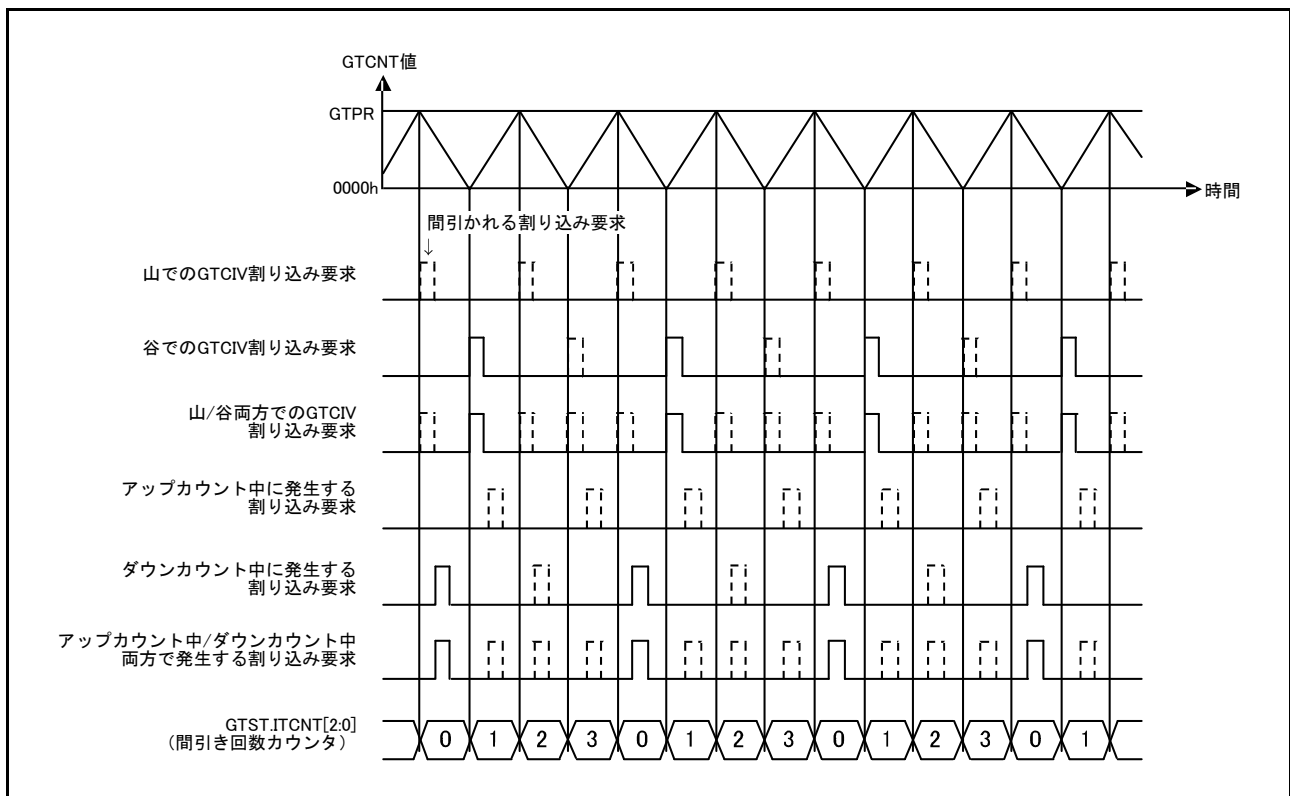 GTCNT値
GTPR
0000h
時間
間引かれる割り込み要求
↓
山でのGTCIV割り込み要求
谷でのGTCIV割り込み要求
山/谷両方でのGTCIV
割り込み要求
アップカウント中に発生する
割り込み要求
ダウンカウント中に発生する
割り込み要求
アップカウント中/ダウンカウント中
両方で発生する割り込み要求
GTST.ITCNT[2:0]
（間引き回数カウンタ）
0 1 2 3 0 1 2 3 0 1 2 3 0 1